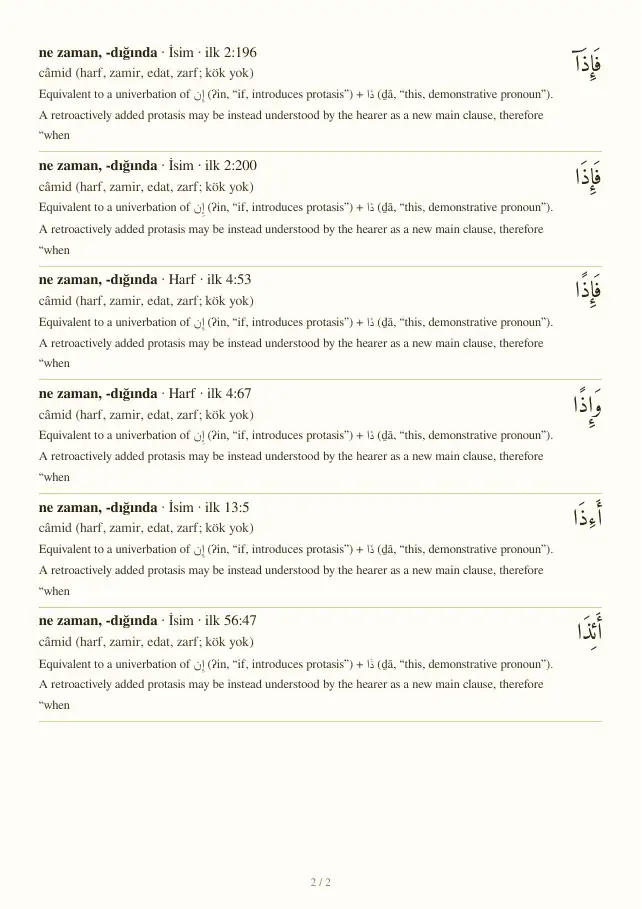 ne zaman, -dığında · İsim · ilk 2:196 فَإِذَآ
câmid (harf, zamir, edat, zarf; kök yok)
Equivalent to a univerbation of إِن (ʔin, “if, introduces protasis”) + ذا (ḏā, “this, demonstrative pronoun”).
A retroactively added protasis may be instead understood by the hearer as a new main clause, therefore
“when
ne zaman, -dığında · İsim · ilk 2:200 فَإِذَا
câmid (harf, zamir, edat, zarf; kök yok)
Equivalent to a univerbation of إِن (ʔin, “if, introduces protasis”) + ذا (ḏā, “this, demonstrative pronoun”).
A retroactively added protasis may be instead understood by the hearer as a new main clause, therefore
“when
ne zaman, -dığında · Harf · ilk 4:53 فَإِذًا
câmid (harf, zamir, edat, zarf; kök yok)
Equivalent to a univerbation of إِن (ʔin, “if, introduces protasis”) + ذا (ḏā, “this, demonstrative pronoun”).
A retroactively added protasis may be instead understood by the hearer as a new main clause, therefore
“when
ne zaman, -dığında · Harf · ilk 4:67 وَإِذًا
câmid (harf, zamir, edat, zarf; kök yok)
Equivalent to a univerbation of إِن (ʔin, “if, introduces protasis”) + ذا (ḏā, “this, demonstrative pronoun”).
A retroactively added protasis may be instead understood by the hearer as a new main clause, therefore
“when
ne zaman, -dığında · İsim · ilk 13:5 أَءِذَا
câmid (harf, zamir, edat, zarf; kök yok)
Equivalent to a univerbation of إِن (ʔin, “if, introduces protasis”) + ذا (ḏā, “this, demonstrative pronoun”).
A retroactively added protasis may be instead understood by the hearer as a new main clause, therefore
“when
ne zaman, -dığında · İsim · ilk 56:47 أَئِذَا
câmid (harf, zamir, edat, zarf; kök yok)
Equivalent to a univerbation of إِن (ʔin, “if, introduces protasis”) + ذا (ḏā, “this, demonstrative pronoun”).
A retroactively added protasis may be instead understood by the hearer as a new main clause, therefore
“when
2 / 2